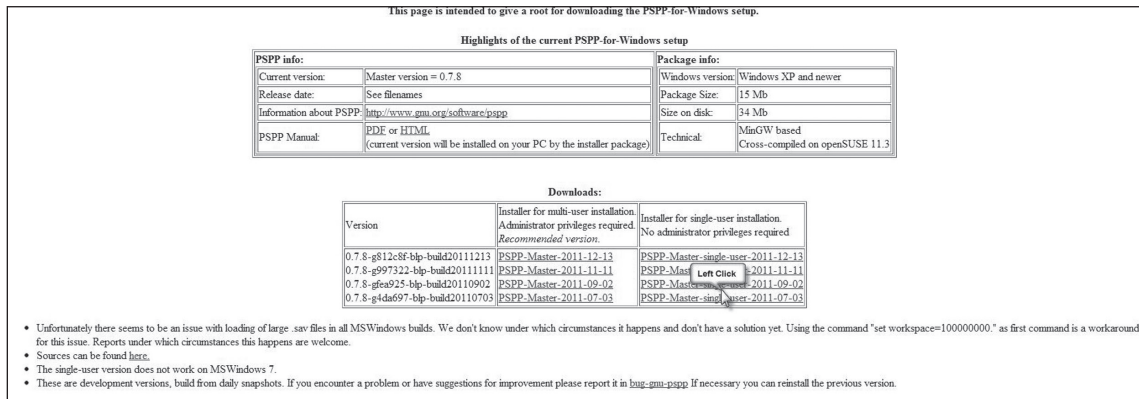 This page is intended to give a root for downloading the PSPP-for-Windows setup.
Highlights of the current PSPP-for-Windows setup
PSPP info: Package info:
Current version: Master version = 0.7.8 Windows version: Windows XP and newer
Release date: See filenames Package Size: 15 Mb
Information about PSPP: http://www.gnu.org/software/pspp Size on disk: 34 Mb
PSPP Manual: PDF or HTML
(current version will be installed on your PC by the installer package) Technical: MinGW based
Cross-compiled on openSUSE 11.3
Downloads:
Version Installer for multi-user installation.
Administrator privileges required.
Recommended version. Installer for single-user installation.
No administrator privileges required
0.7.8-g812c8f-blp-build20111213 PSPP-Master-2011-12-13 PSPP-Master-single-user-2011-12-13
0.7.8-g997322-blp-build20111111 PSPP-Master-2011-11-11 PSPP-Mast user-2011-11-11
Left Click
0.7.8-gfea925-blp-build20110902 PSPP-Master-2011-09-02 PSPP-Master-single-user-2011-09-02
0.7.8-g4da697-blp-build20110703 PSPP-Master-2011-07-03 PSPP-Master-single-user-2011-07-03
• Unfortunately there seems to be an issue with loading of large .sav files in all MSWindows builds. We don't know under which circumstances it happens and don't have a solution yet. Using the command "set workspace=100000000." as first command is a workaround
for this issue. Reports under which circumstances this happens are welcome.
• Sources can be found here.
• The single-user version does not work on MSWindows 7.
• These are development versions, build from daily snapshots. If you encounter a problem or have suggestions for improvement please report it in bug-gnu-pspp If necessary you can reinstall the previous version.